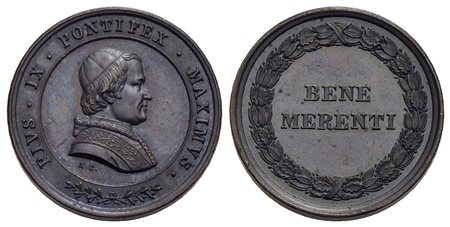 PIVS · IX · PONTIFEX · MAXIMVS ·
BENE
MERENTI